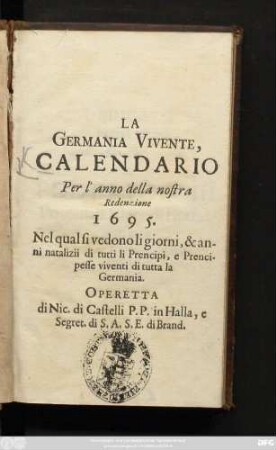 LA
GERMANIA VIVENTE,
CALENDARIO
Per l' anno della noſtra
Redenzione
1695.
Nel qual ſi vedono li giorni, & an-
ni natalizii di tutti li Prencipi, e Prenci-
peſſe viventi di tutta la
Germania.
OPERETTA
di Nic. di Caſtelli P.P. in Halla, e
Segret. di S. A. S. E. di Brand.